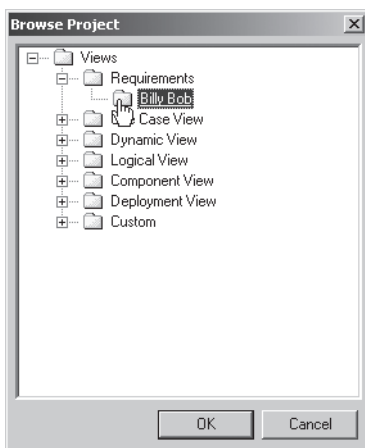 Browse Project
Views
Requirements
Billy Bob
Case View
Dynamic View
Logical View
Component View
Deployment View
Custom
OK Cancel